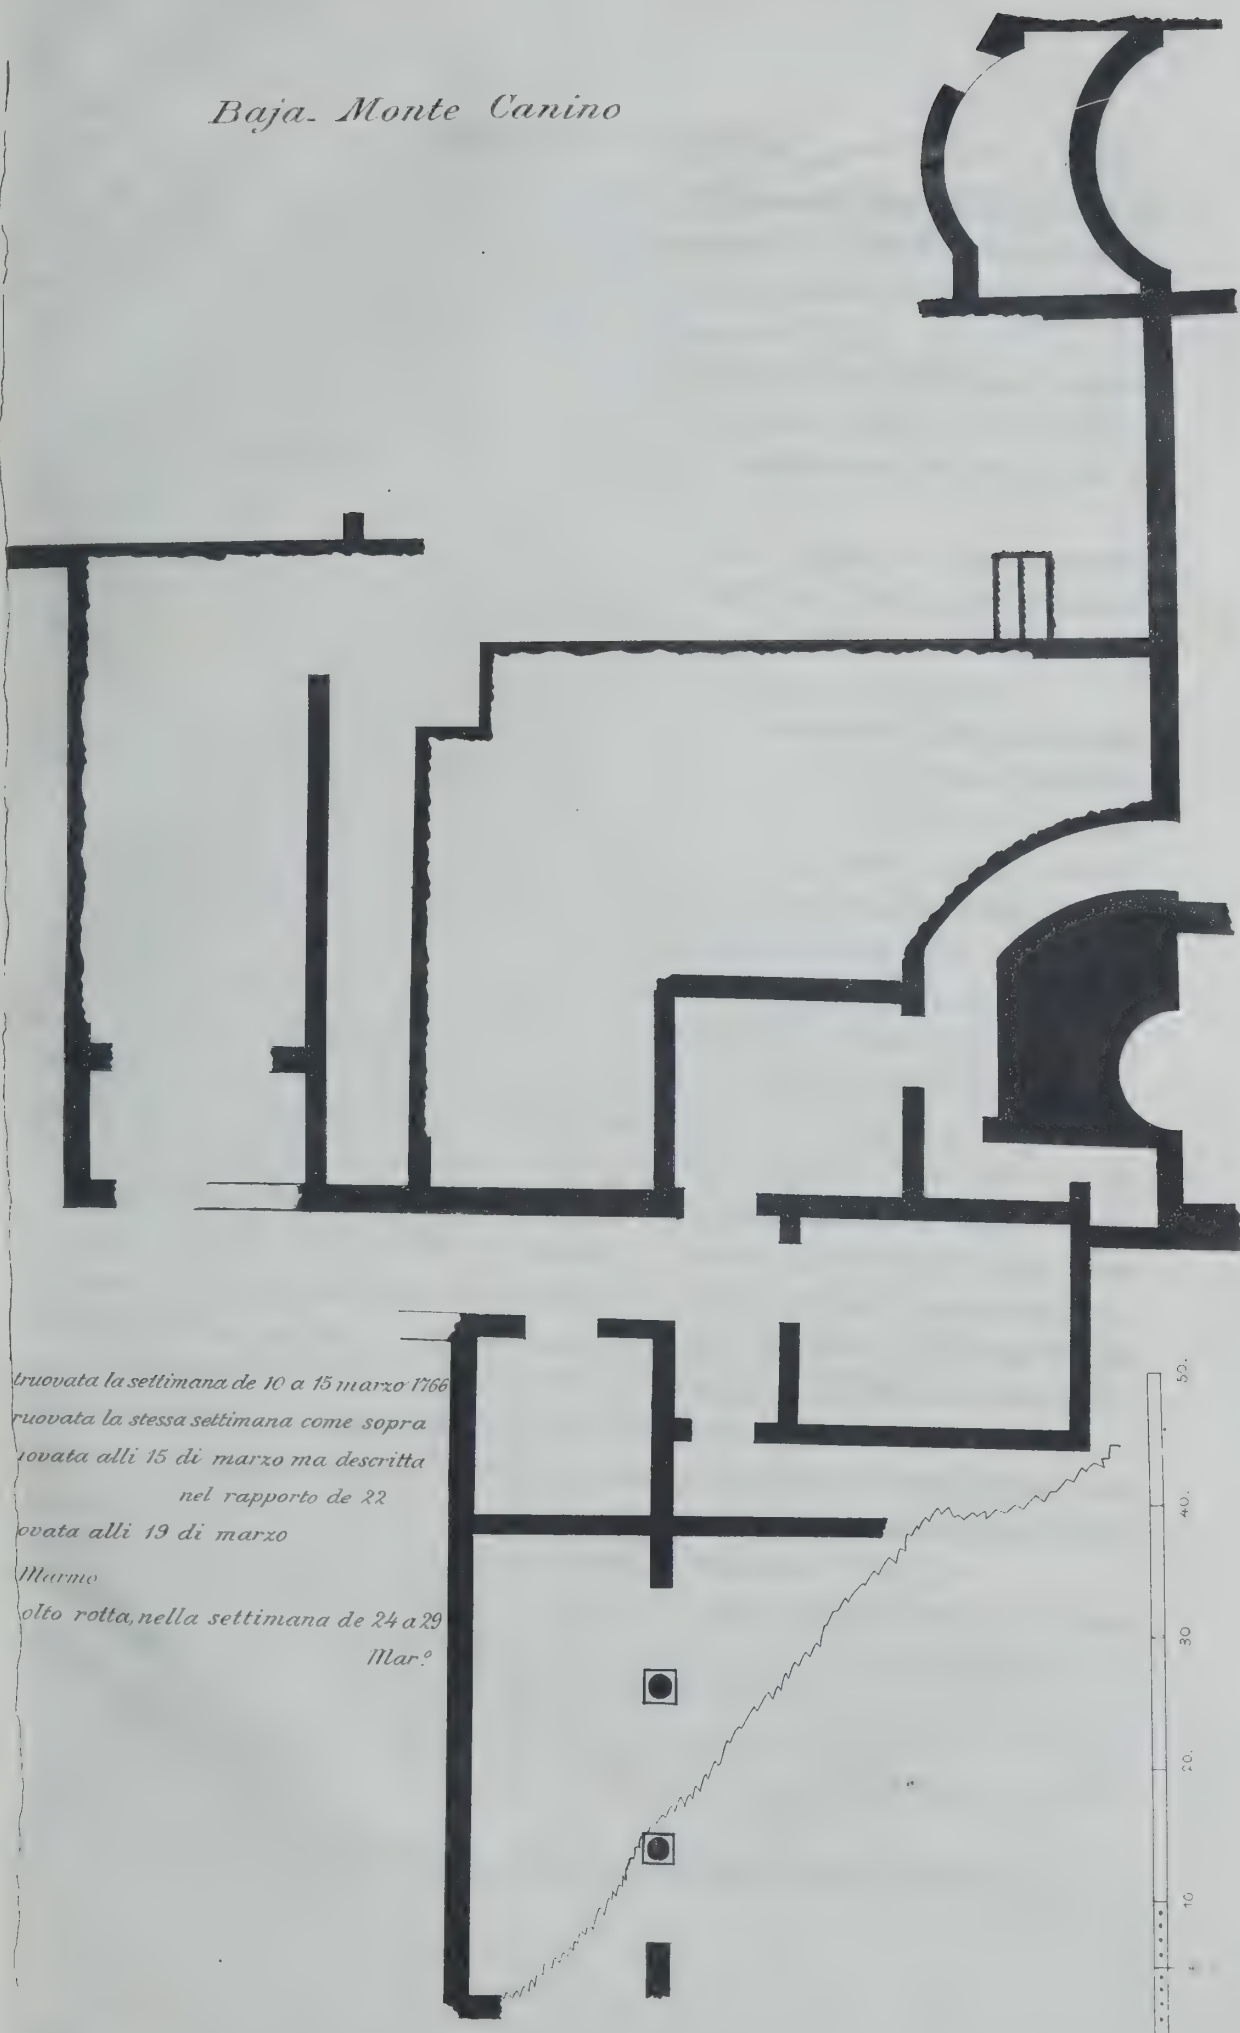 Baja- Monte Canino
truovata la settimana de 10 a 15 marzo 1766
ruovata la stessa settimana come sopra
ovata alli 15 di marzo ma descritta
nel rapporto de 22
ovata alli 19 di marzo
Marmo
olto rotta, nella settimana de 24 a 29
Mar.º
50.
40.
30
20.
10